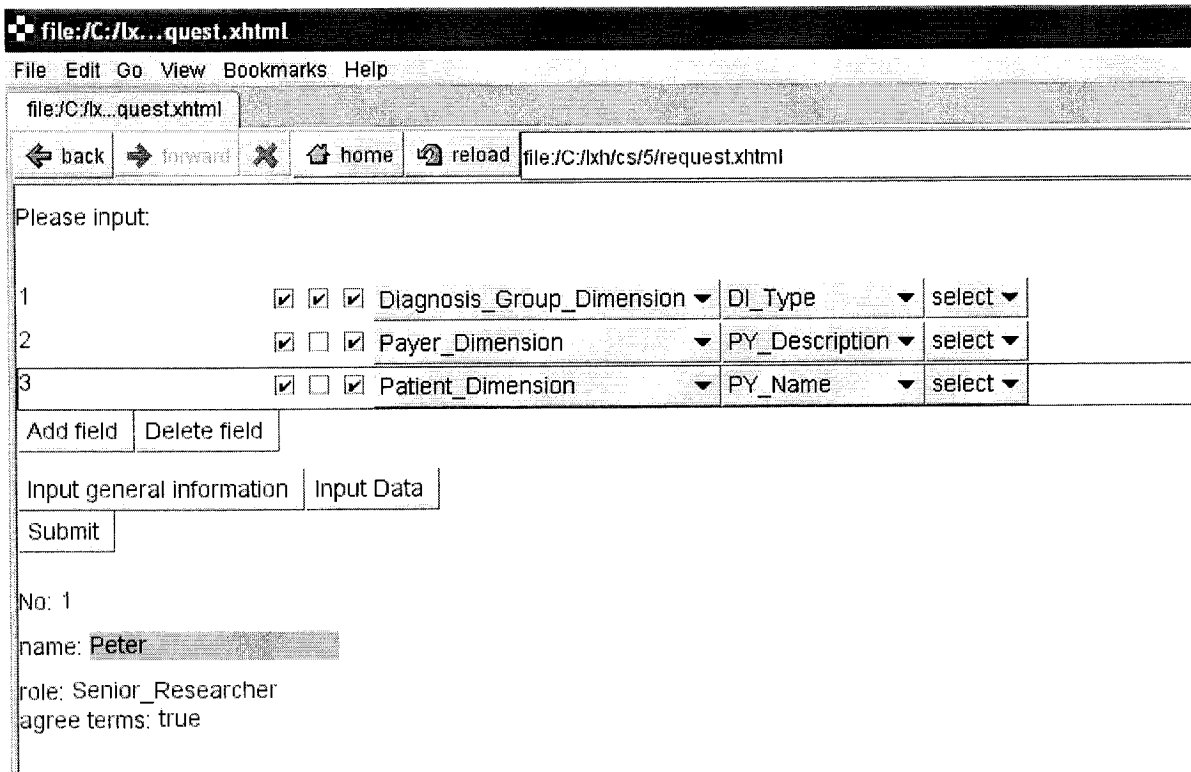 file:/C:/lx...quest.xhtml
File Edit Go View Bookmarks Help
file:/C:/lx...quest.xhtml
back forward home reload file:/C:/lxh/cs/5/request.xhtml
Please input:
1 Diagnosis_Group_Dimension DI_Type select
2 Payer_Dimension PY_Description select
3 Patient_Dimension PY_Name select
Add field Delete field
Input general information Input Data
Submit
No: 1
name: Peter
role: Senior_Researcher
agree terms: true